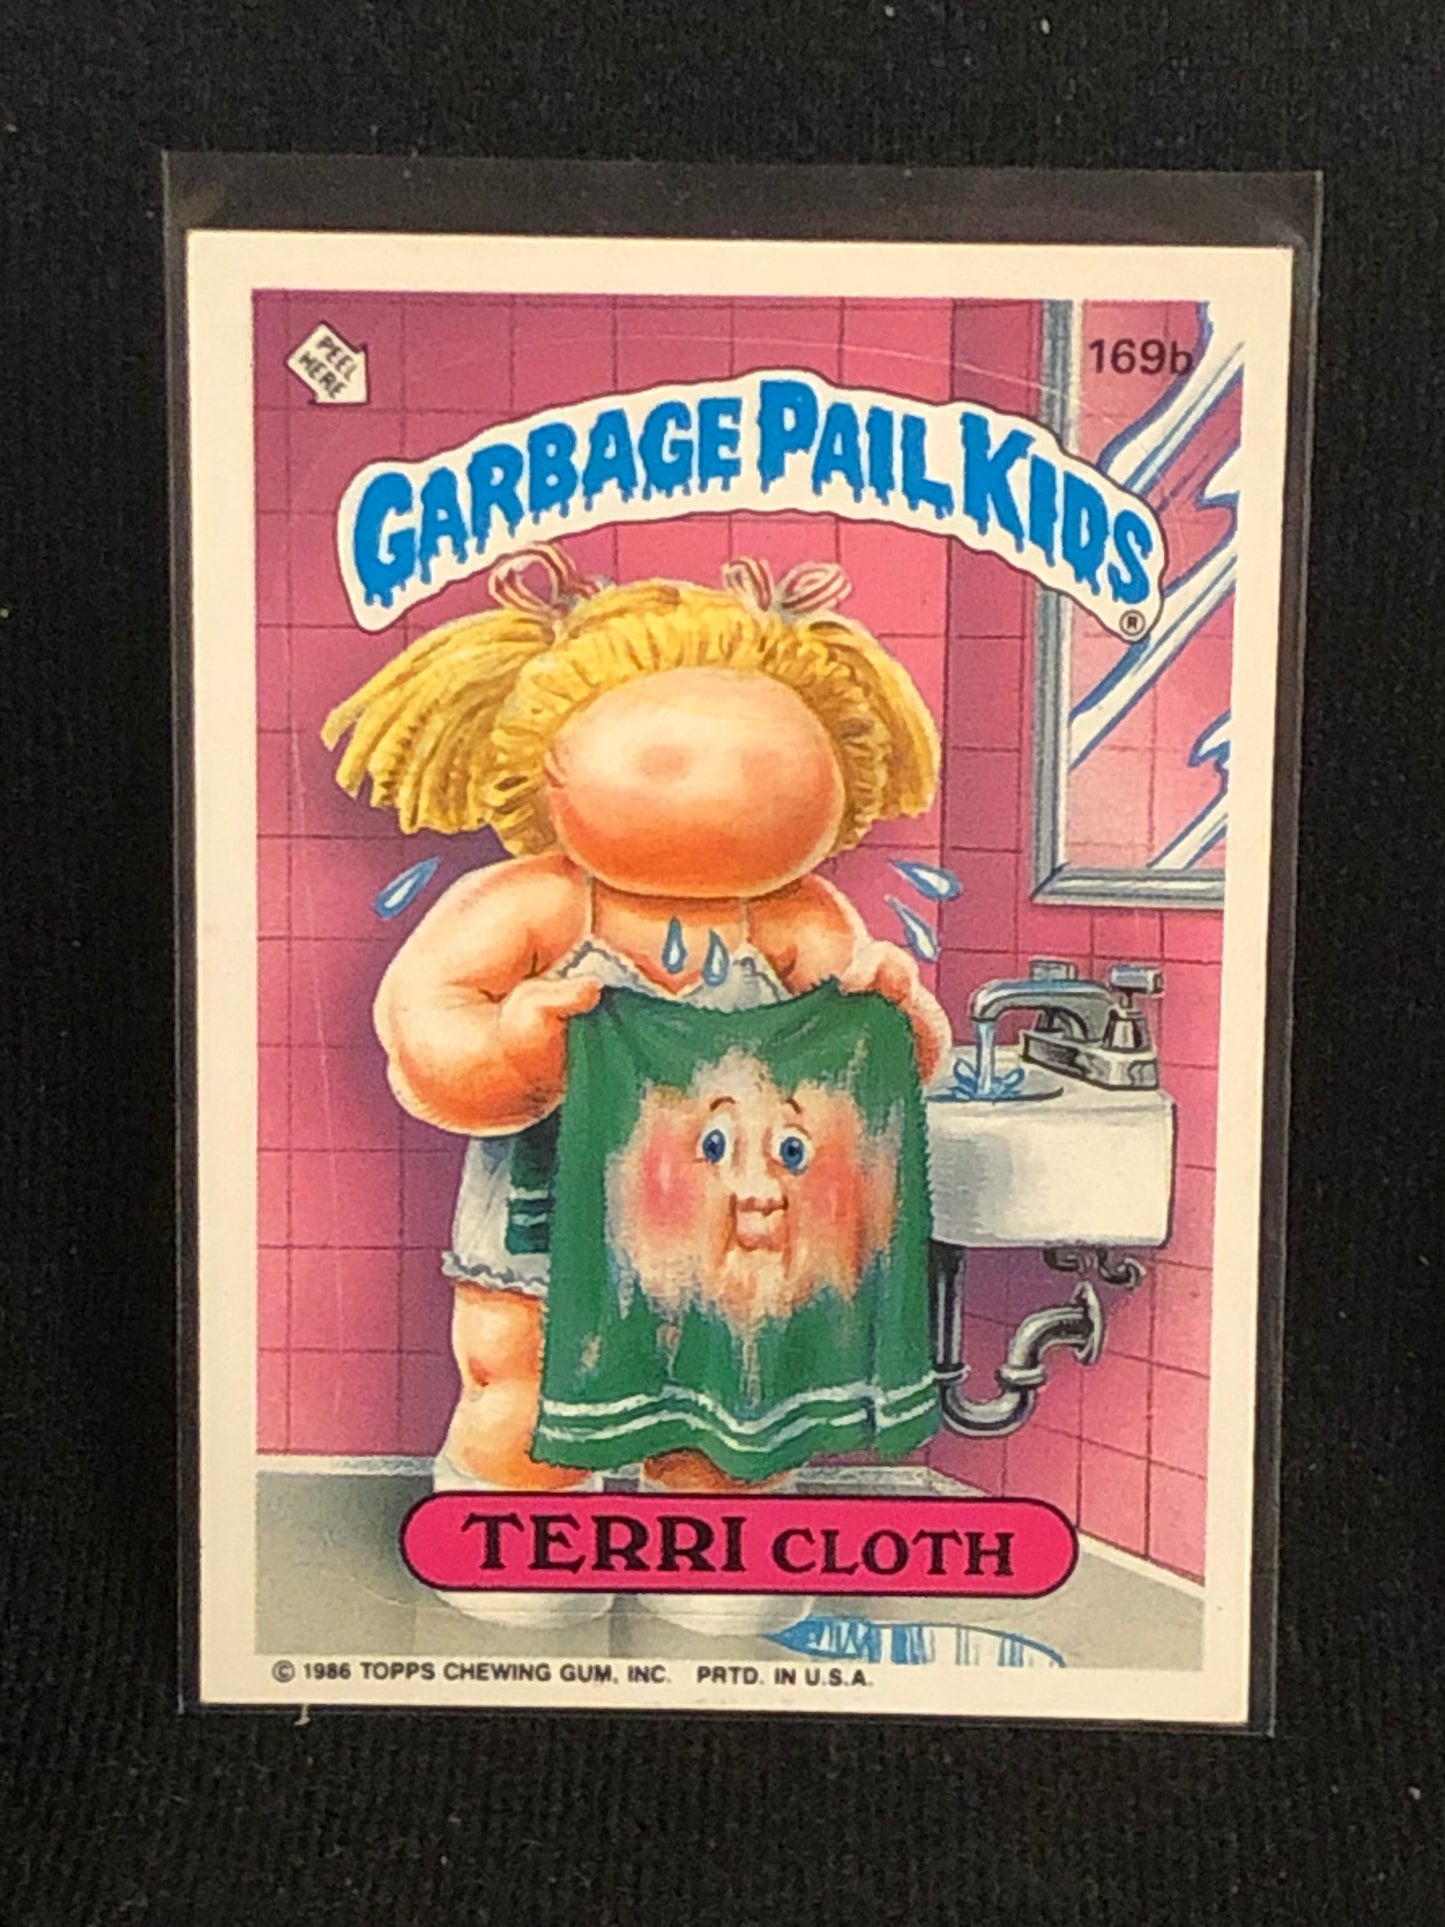 PEEL
HERE
169b
GARBAGE PAIL KIDS
®
TERRI CLOTH
© 1986 TOPPS CHEWING GUM, INC. PRTD. IN U.S.A.